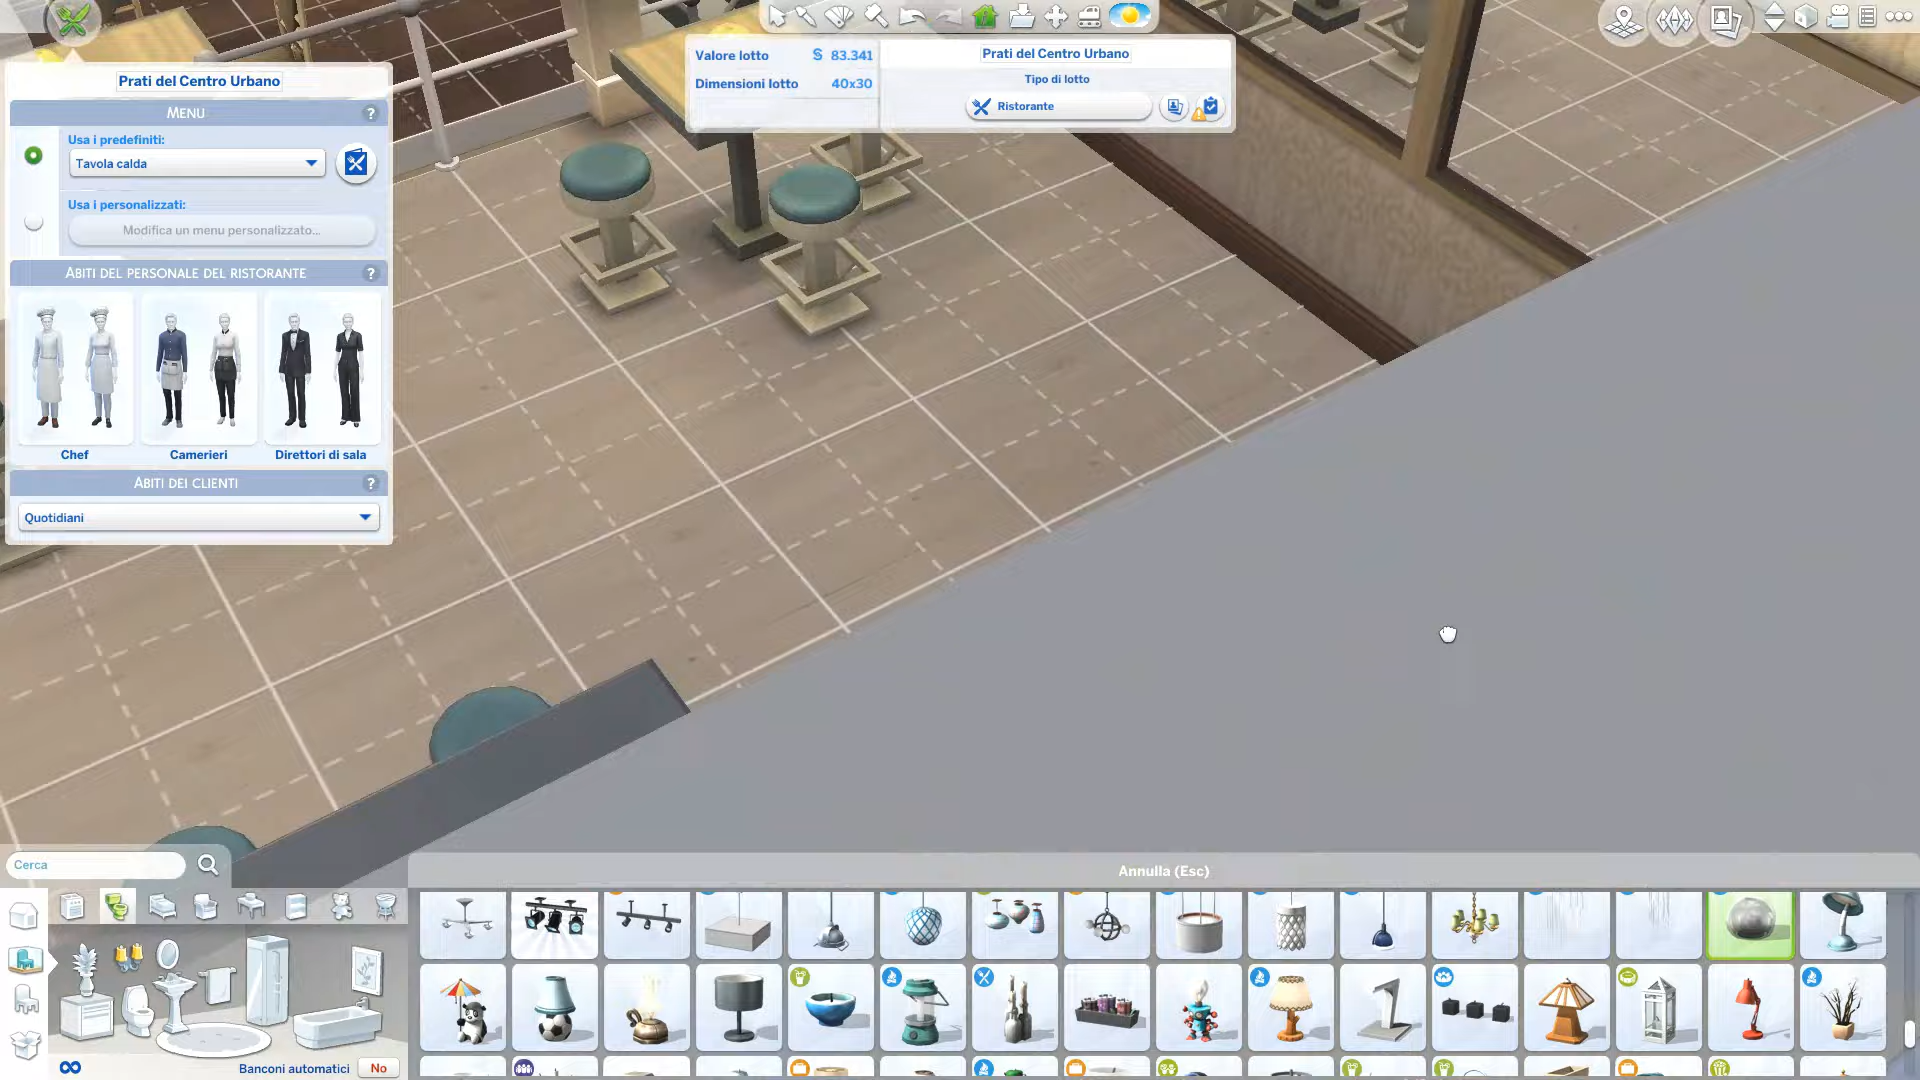 Prati del Centro Urbano
MENU
?
Usa i predefiniti:
Tavola calda
Usa i personalizzati:
Modifica un menu personalizzato...
ABITI DEL PERSONALE DEL RISTORANTE
?
Chef
Camerieri
Direttori di sala
ABITI DEI CLIENTI
?
Quotidiani
Valore lotto
$ 83.341
Dimensioni lotto
40x30
Prati del Centro Urbano
Tipo di lotto
Ristorante
Cerca
Annulla (Esc)
Banconi automatici
No